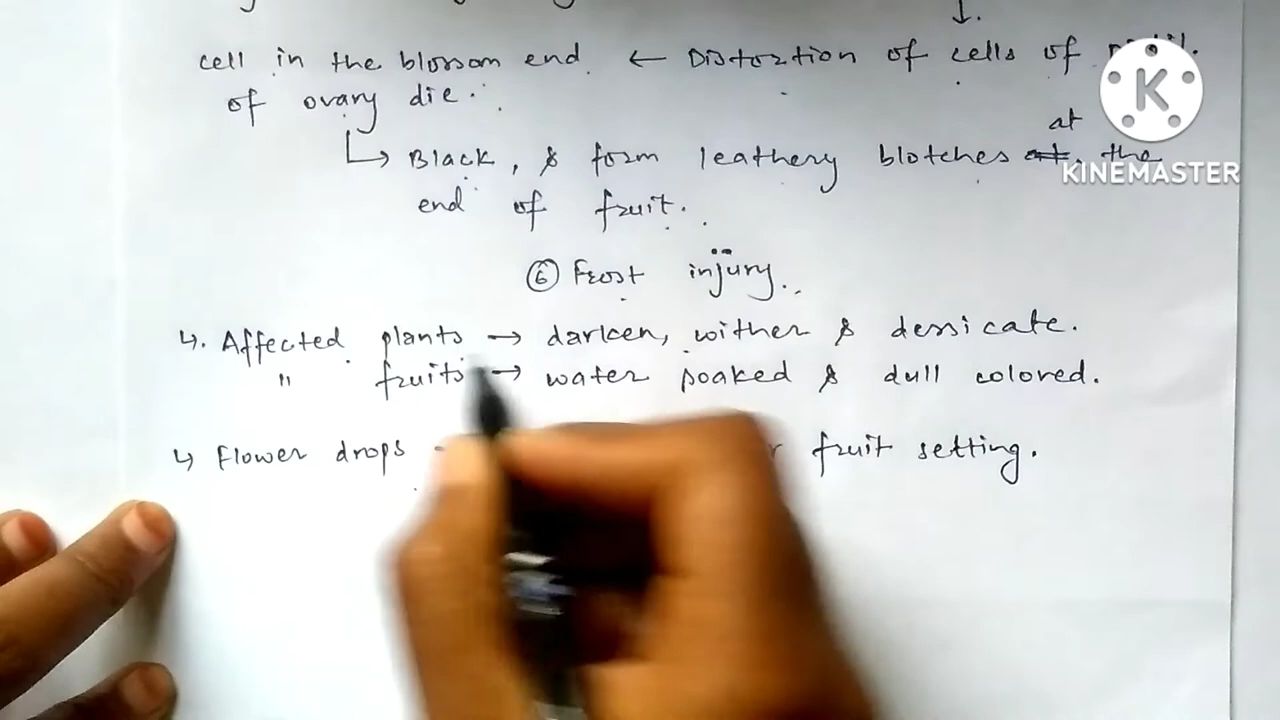 ↓.
cell in the blossom end. ← Distortion of cells of
of ovary die.
↳ Black, & form leathery blotches at the
end of fruit.
⑥ Frost injury..
↳. Affected plants → darken, wither & dessicate.
" fruits → water soaked & dull colored.
↳ Flower drops fruit setting.
K
KINEMASTER